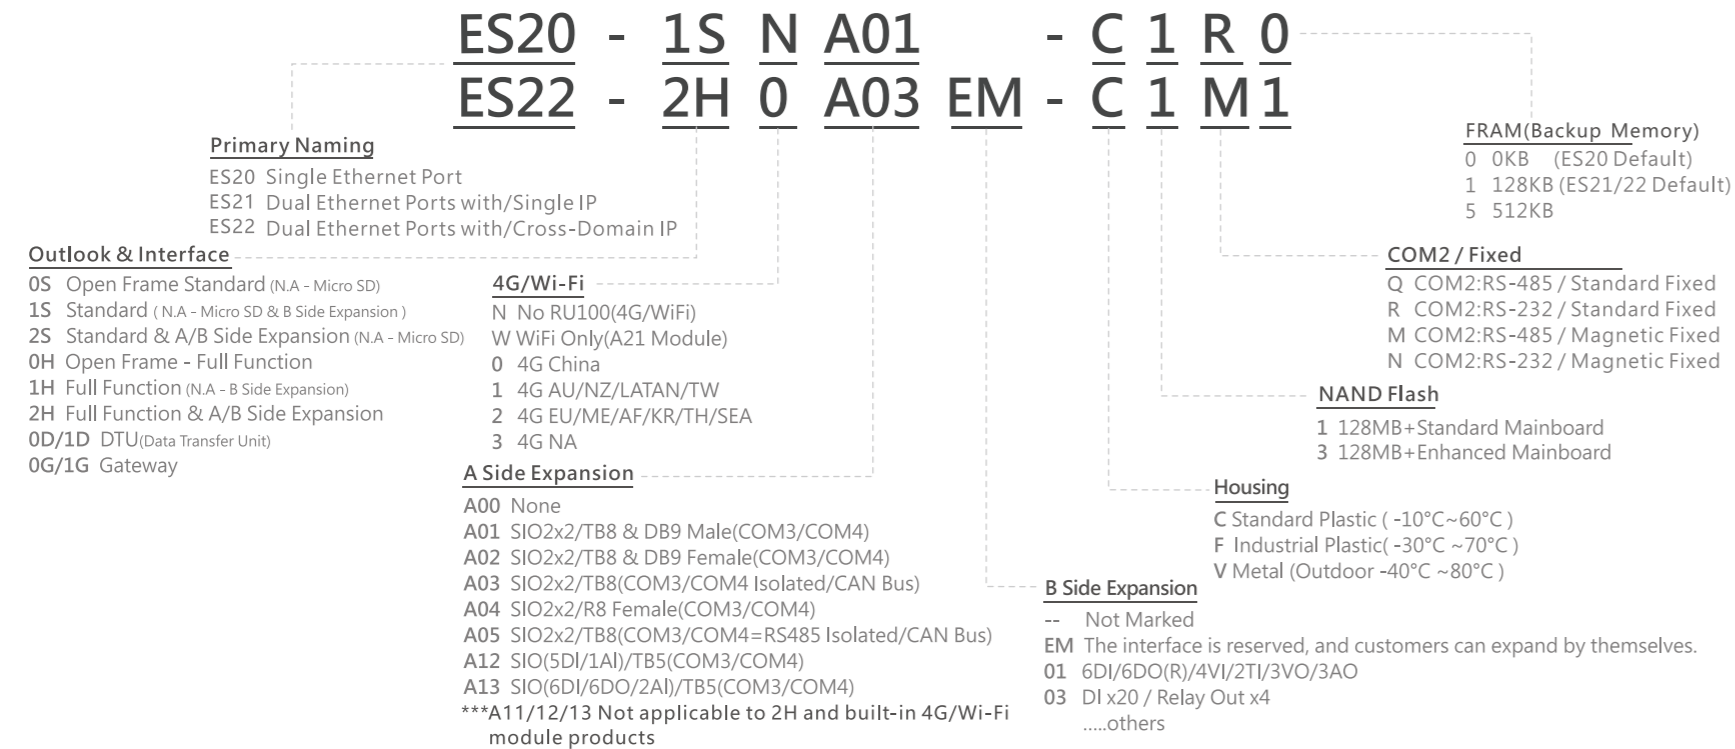 ES20 - 1S N A01 - C 1 R 0
ES22 - 2H 0 A03 EM - C 1 M 1
Primary Naming
ES20 Single Ethernet Port
ES21 Dual Ethernet Ports with/Single IP
ES22 Dual Ethernet Ports with/Cross-Domain IP
Outlook & Interface
0S Open Frame Standard (N.A - Micro SD)
1S Standard ( N.A - Micro SD & B Side Expansion )
2S Standard & A/B Side Expansion (N.A - Micro SD)
0H Open Frame - Full Function
1H Full Function (N.A - B Side Expansion)
2H Full Function & A/B Side Expansion
0D/1D DTU(Data Transfer Unit)
0G/1G Gateway
4G/Wi-Fi
N No RU100(4G/WiFi)
W WiFi Only(A21 Module)
0 4G China
1 4G AU/NZ/LATAN/TW
2 4G EU/ME/AF/KR/TH/SEA
3 4G NA
A Side Expansion
A00 None
A01 SIO2x2/TB8 & DB9 Male(COM3/COM4)
A02 SIO2x2/TB8 & DB9 Female(COM3/COM4)
A03 SIO2x2/TB8(COM3/COM4 Isolated/CAN Bus)
A04 SIO2x2/R8 Female(COM3/COM4)
A05 SIO2x2/TB8(COM3/COM4=RS485 Isolated/CAN Bus)
A12 SIO(5DI/1AI)/TB5(COM3/COM4)
A13 SIO(6DI/6DO/2AI)/TB5(COM3/COM4)
***A11/12/13 Not applicable to 2H and built-in 4G/Wi-Fi
module products
FRAM(Backup Memory)
0 0KB (ES20 Default)
1 128KB (ES21/22 Default)
5 512KB
COM2 / Fixed
Q COM2:RS-485 / Standard Fixed
R COM2:RS-232 / Standard Fixed
M COM2:RS-485 / Magnetic Fixed
N COM2:RS-232 / Magnetic Fixed
NAND Flash
1 128MB+Standard Mainboard
3 128MB+Enhanced Mainboard
Housing
C Standard Plastic ( -10°C~60°C )
F Industrial Plastic( -30°C ~70°C )
V Metal (Outdoor -40°C ~80°C )
B Side Expansion
-- Not Marked
EM The interface is reserved, and customers can expand by themselves.
01 6DI/6DO(R)/4VI/2TI/3VO/3AO
03 DI x20 / Relay Out x4
.....others